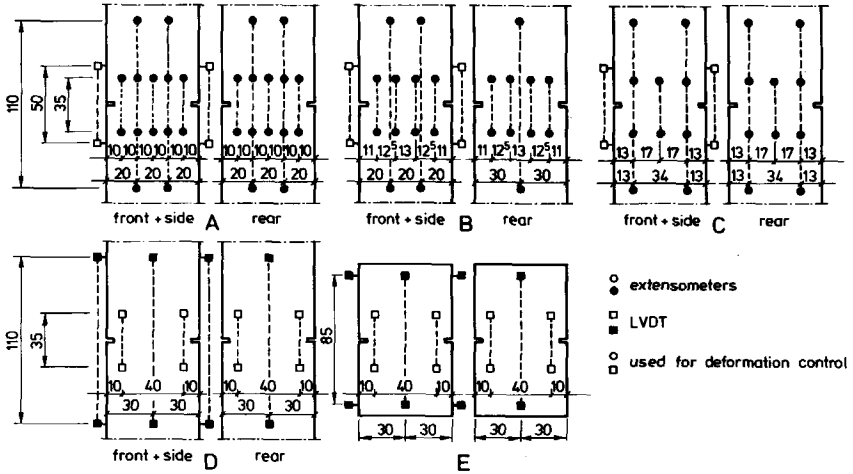 110
50
35
10 10 10 10 10 10
20 20 20
front + side
A
10 10 10 10 10 10
20 20 20
rear
11 12⁵ 13 12⁵ 11
20 20 20
front + side
B
11 12⁵ 13 12⁵ 11
30 30
rear
13 17 17 13
13 34 13
front + side
C
13 17 17 13
13 34 13
rear
110
35
10 40 10
30 30
front + side
D
10 40 10
30 30
rear
85
10 40 10
30 30
E
10 40 10
30 30
extensometers
LVDT
used for deformation control